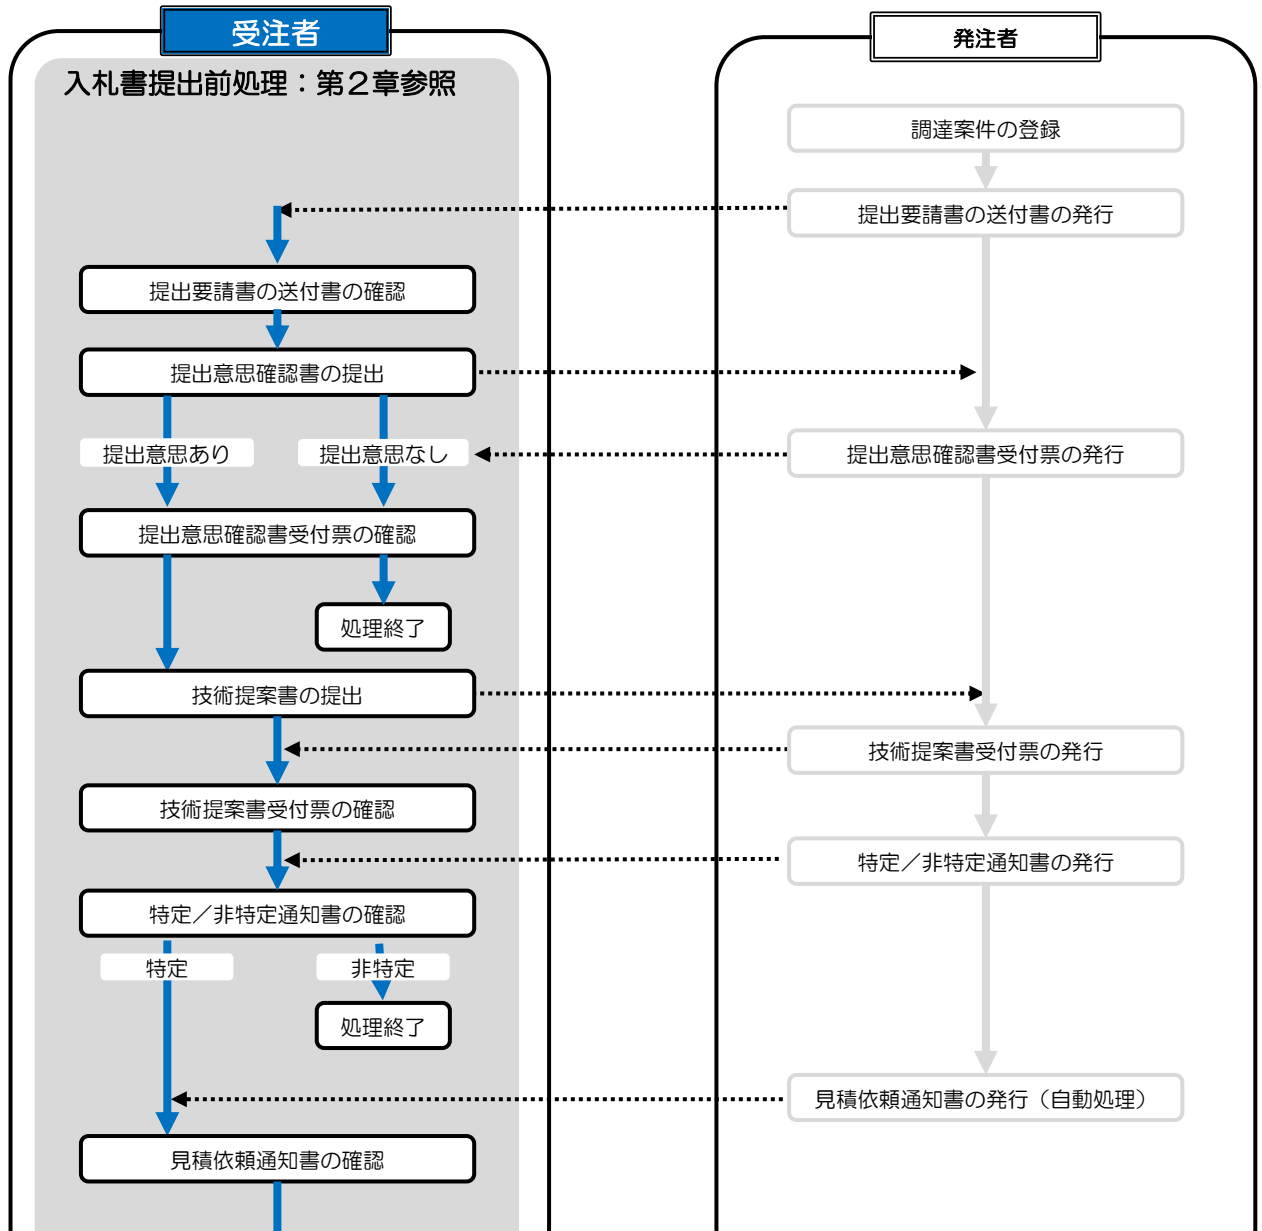 受注者
発注者
入札書提出前処理：第２章参照
調達案件の登録
提出要請書の送付書の発行
提出要請書の送付書の確認
提出意思確認書の提出
提出意思あり
提出意思なし
提出意思確認書受付票の発行
提出意思確認書受付票の確認
処理終了
技術提案書の提出
技術提案書受付票の発行
技術提案書受付票の確認
特定／非特定通知書の発行
特定／非特定通知書の確認
特定
非特定
処理終了
見積依頼通知書の発行（自動処理）
見積依頼通知書の確認